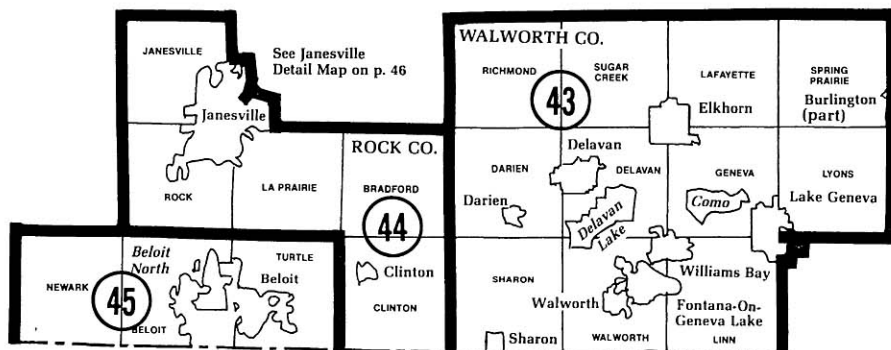 WALWORTH CO.
JANESVILLE
See Janesville
Detail Map on p. 46
RICHMOND
SUGAR
CREEK
LAFAYETTE
SPRING
PRAIRIE
43
Burlington
(part)
Janesville
Elkhorn
ROCK CO.
Delavan
DARIEN
DELAVAN
GENEVA
LYONS
ROCK
LA PRAIRIE
BRADFORD
Darien
Como
Lake Geneva
44
Delavan
Lake
Beloit
North
TURTLE
Beloit
Clinton
Williams Bay
NEWARK
45
SHARON
Walworth
Fontana-On-
Geneva Lake
BELOIT
CLINTON
Sharon
WALWORTH
LINN